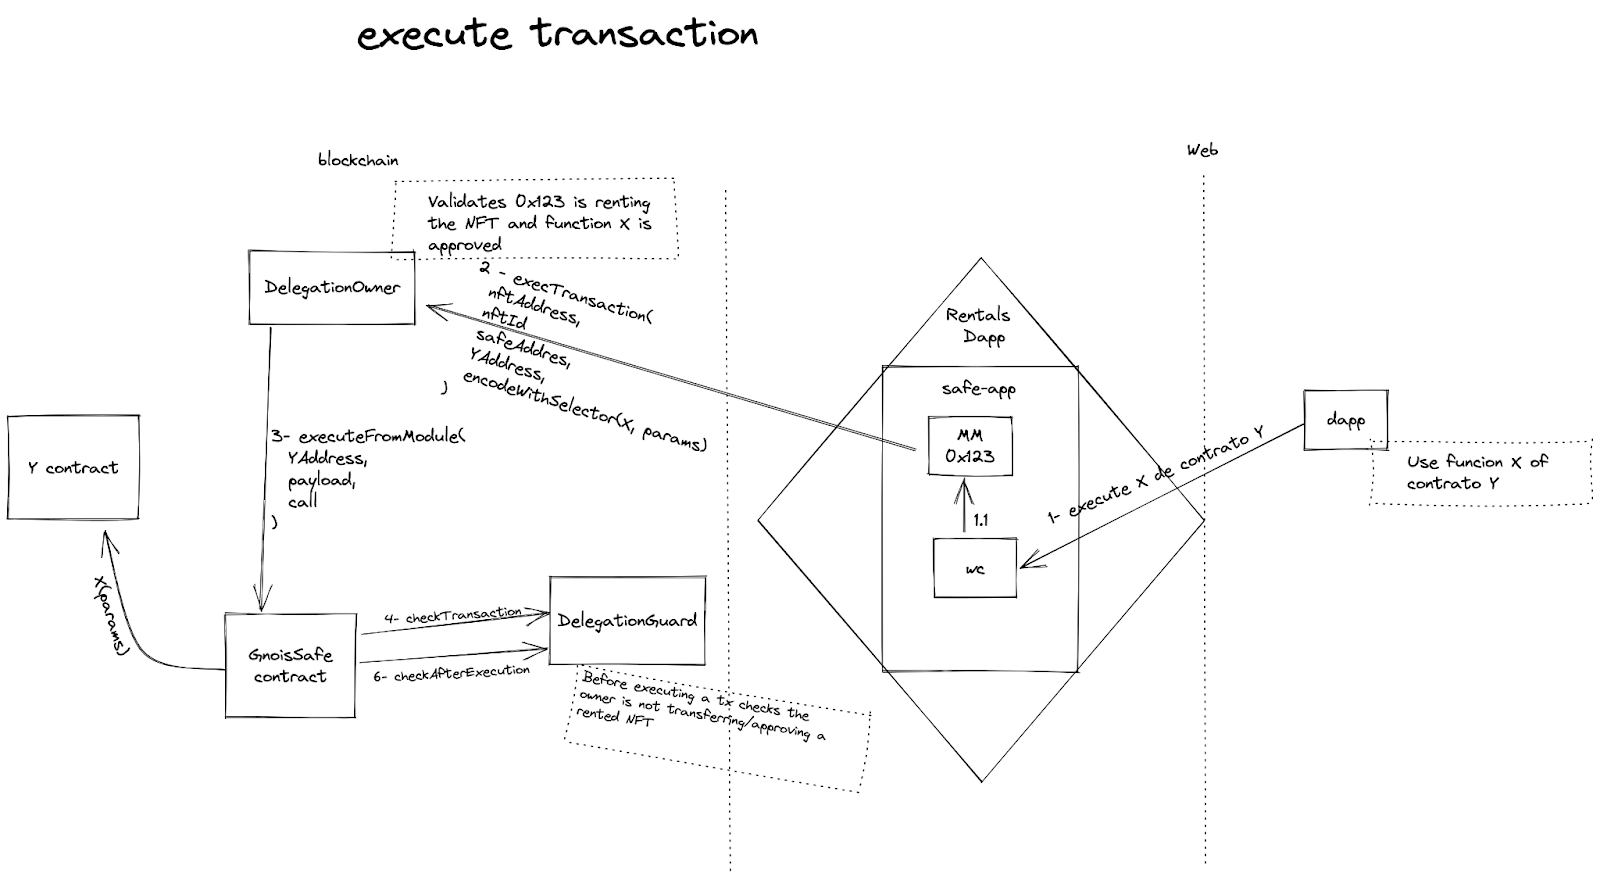 execute transaction
blockchain
Web
Validates 0x123 is renting
the NFT and function X is
approved
DelegationOwner
2 - execTransaction(
nftAddress,
nftId
safeAddres,
YAddress,
encodeWithSelector(X, params)
)
Rentals
Dapp
safe-app
MM
0x123
1.1
wc
1- execute X de contrato Y
dapp
Use funcion X of
contrato Y
3- executeFromModule(
YAddress,
payload,
call
)
Y contract
X(params)
GnoisSafe
contract
4- checkTransaction
6- checkAfterExecution
DelegationGuard
Before executing a tx checks the
owner is not transferring/approving a
rented NFT